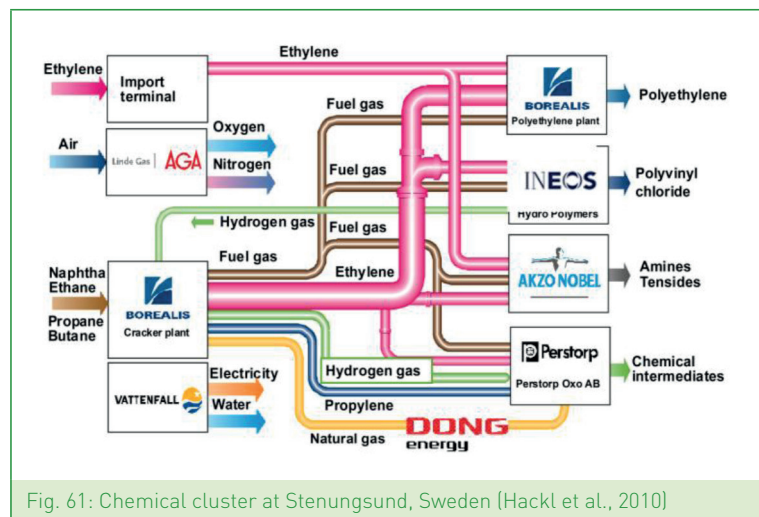 Ethylene
Ethylene
Import
terminal
BOREALIS
Polyethylene plant
Polyethylene
Fuel gas
Air
Linde Gas
AGA
Oxygen
Nitrogen
Fuel gas
INEOS
Hydro Polymers
Polyvinyl
chloride
Hydrogen gas
Fuel gas
Fuel gas
Naphtha
Ethane
Propane
Butane
BOREALIS
Cracker plant
Ethylene
AKZO NOBEL
Amines
Tensides
Perstorp
Perstorp Oxo AB
Chemical
intermediates
Hydrogen gas
VATTENFALL
Electricity
Water
Propylene
Natural gas
DONG
energy
Fig. 61: Chemical cluster at Stenungsund, Sweden (Hackl et al., 2010)